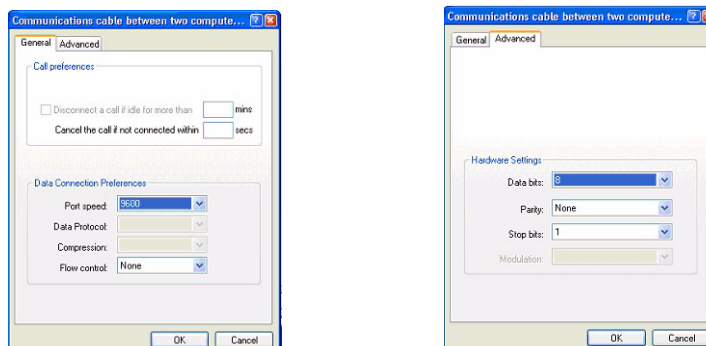 Communications cable between two compute...
General Advanced
Call preferences
Disconnect a call if idle for more than mins
Cancel the call if not connected within secs
Data Connection Preferences
Port speed: 9600
Data Protocol:
Compression:
Flow control: None
OK Cancel
Communications cable between two compute...
General Advanced
Hardware Settings
Data bits: 8
Parity: None
Stop bits: 1
Modulation:
OK Cancel